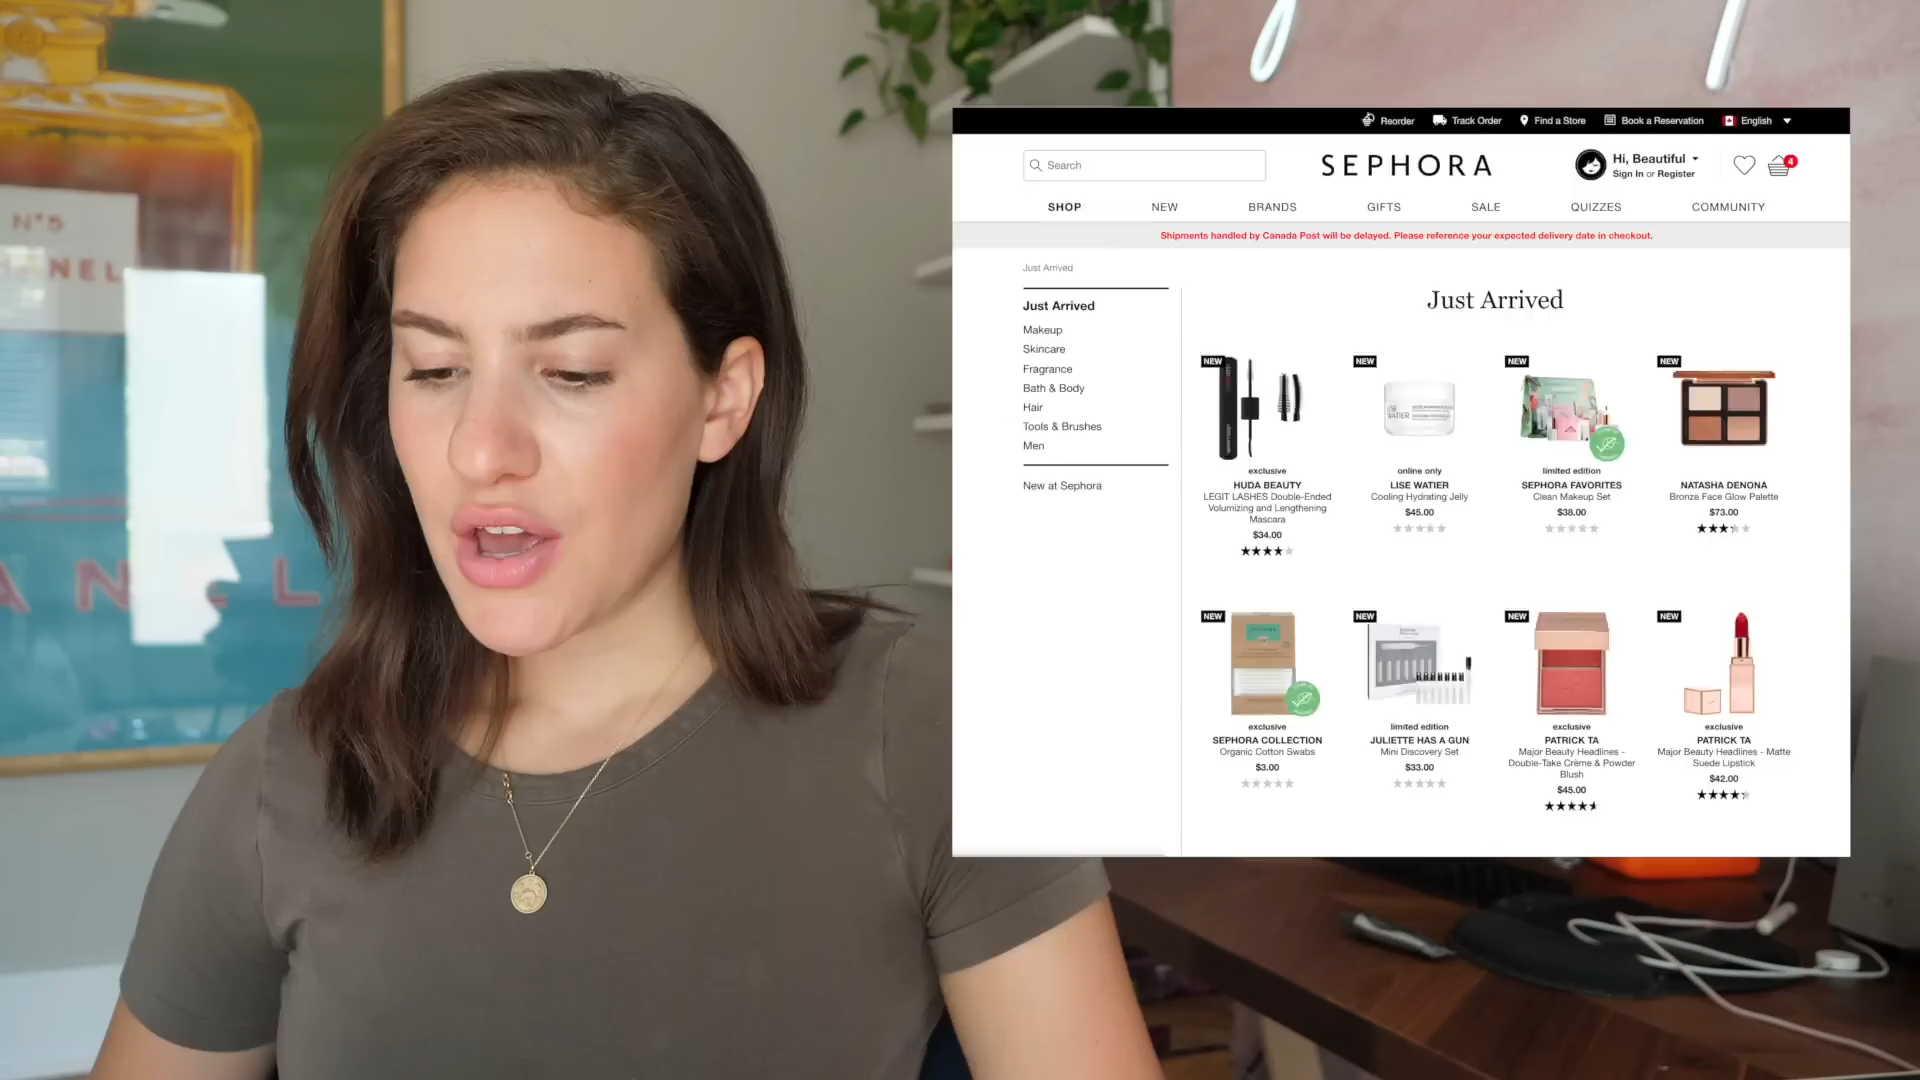 N°5
ANEL
ANEL
Reorder
Track Order
Find a Store
Book a Reservation
English
Search
SEPHORA
Hi, Beautiful
Sign In or Register
4
SHOP
NEW
BRANDS
GIFTS
SALE
QUIZZES
COMMUNITY
Shipments handled by Canada Post will be delayed. Please reference your expected delivery date in checkout.
Just Arrived
Just Arrived
Makeup
Skincare
Fragrance
Bath & Body
Hair
Tools & Brushes
Men
New at Sephora
Just Arrived
NEW
exclusive
HUDA BEAUTY
LEGIT LASHES Double-Ended
Volumizing and Lengthening
Mascara
$34.00
NEW
LISE
WATIER
online only
LISE WATIER
Cooling Hydrating Jelly
$45.00
NEW
limited edition
SEPHORA FAVORITES
Clean Makeup Set
$38.00
NEW
NATASHA DENONA
Bronze Face Glow Palette
$73.00
NEW
exclusive
SEPHORA COLLECTION
Organic Cotton Swabs
$3.00
NEW
limited edition
JULIETTE HAS A GUN
Mini Discovery Set
$33.00
NEW
exclusive
PATRICK TA
Major Beauty Headlines -
Double-Take Crème & Powder
Blush
$45.00
NEW
exclusive
PATRICK TA
Major Beauty Headlines - Matte
Suede Lipstick
$42.00